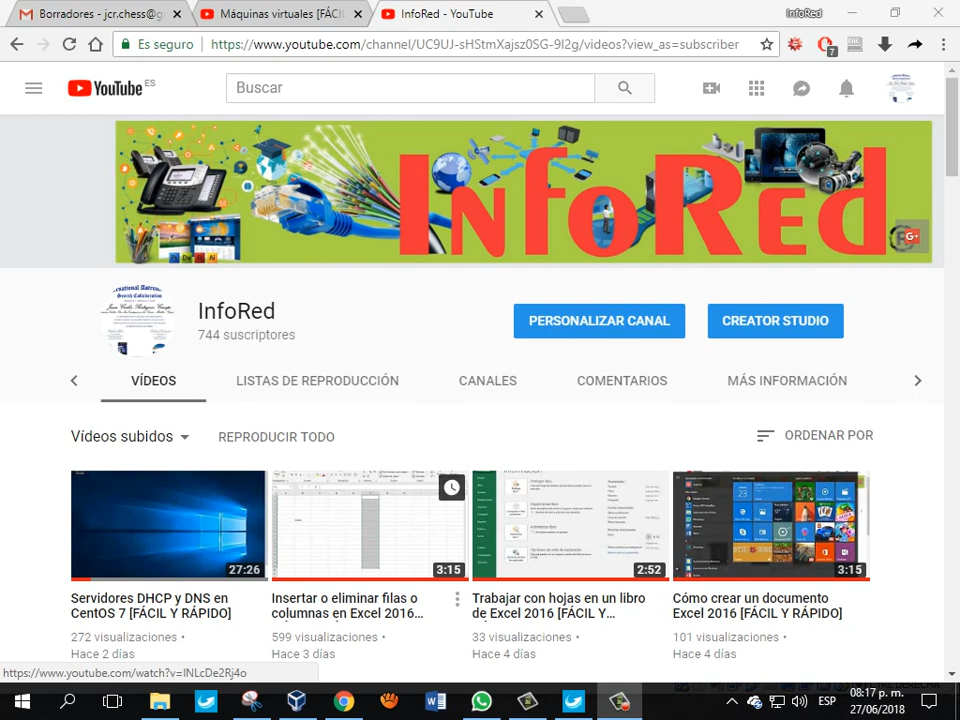 Borradores - jcr.chess@g
Máquinas virtuales [FÁCI
InfoRed - YouTube
InfoRed
Es seguro
https://www.youtube.com/channel/UC9UJ-sHStmXajsz0SG-9I2g/videos?view_as=subscriber
7
YouTube ES
Buscar
InfoRed
G+
InfoRed
744 suscriptores
PERSONALIZAR CANAL
CREATOR STUDIO
VÍDEOS
LISTAS DE REPRODUCCIÓN
CANALES
COMENTARIOS
MÁS INFORMACIÓN
Vídeos subidos
REPRODUCIR TODO
ORDENAR POR
27:26
3:15
2:52
3:15
Servidores DHCP y DNS en
CentOS 7 [FÁCIL Y RÁPIDO]
272 visualizaciones •
Hace 2 días
Insertar o eliminar filas o
columnas en Excel 2016...
599 visualizaciones •
Hace 3 días
Trabajar con hojas en un libro
de Excel 2016 [FÁCIL Y...
33 visualizaciones •
Hace 4 días
Cómo crear un documento
Excel 2016 [FÁCIL Y RÁPIDO]
101 visualizaciones •
Hace 4 días
https://www.youtube.com/watch?v=INLcDe2Rj4o
ESP
08:17 p. m.
27/06/2018